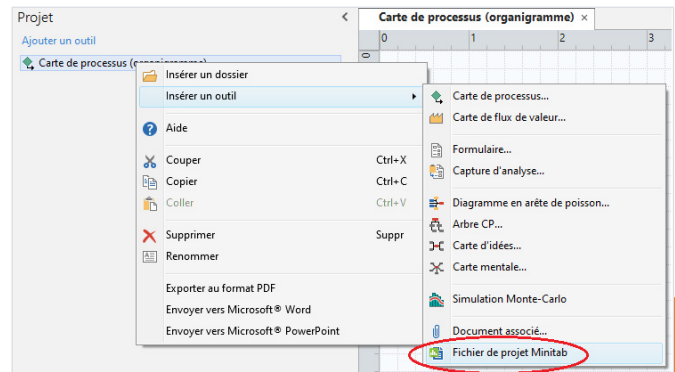 Projet
Carte de processus (organigramme) ×
Ajouter un outil
0 1 2 3
0
Carte de processus (organigramme)
Insérer un dossier
Insérer un outil
Aide
Couper Ctrl+X
Copier Ctrl+C
Coller Ctrl+V
Supprimer Suppr
Renommer
Exporter au format PDF
Envoyer vers Microsoft® Word
Envoyer vers Microsoft® PowerPoint
Carte de processus...
Carte de flux de valeur...
Formulaire...
Capture d'analyse...
Diagramme en arête de poisson...
Arbre CP...
Carte d'idées...
Carte mentale...
Simulation Monte-Carlo
Document associé...
Fichier de projet Minitab